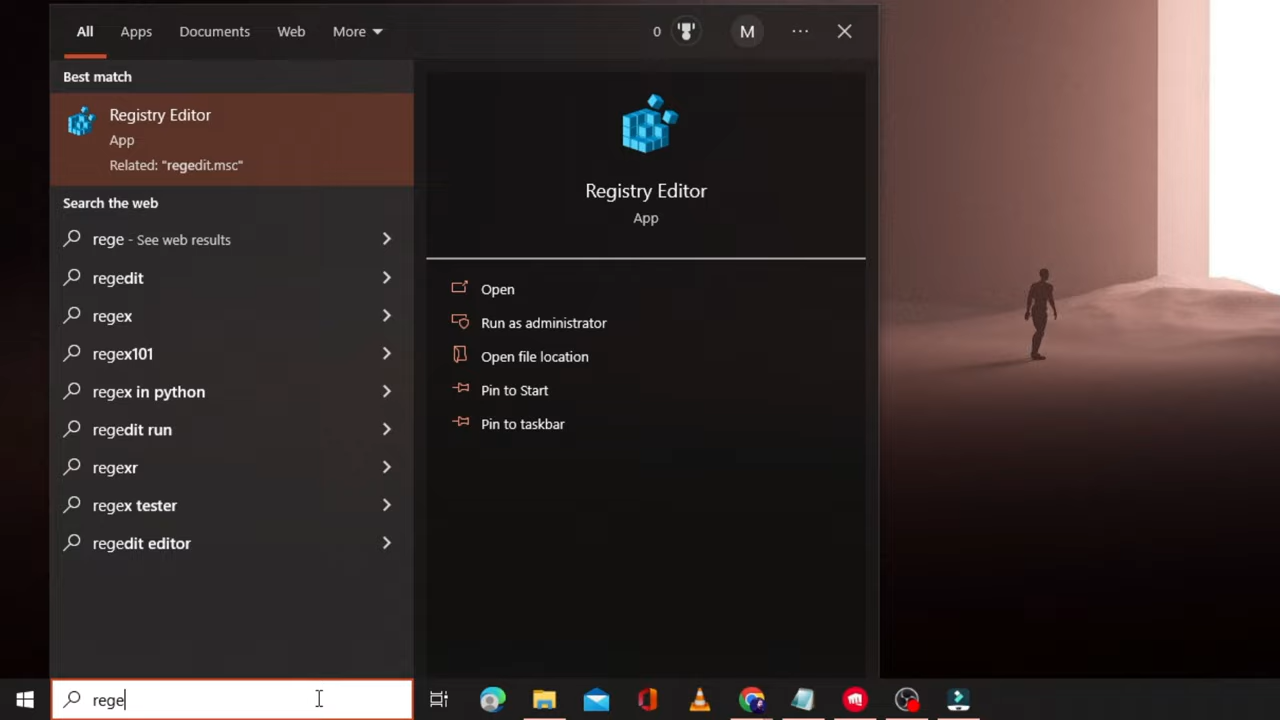 All Apps Documents Web More 0 M ...
Best match
Registry Editor
App
Related: "regedit.msc"
Search the web
rege - See web results
regedit
regex
regex101
regex in python
regedit run
regexr
regex tester
regedit editor
Registry Editor
App
Open
Run as administrator
Open file location
Pin to Start
Pin to taskbar
rege